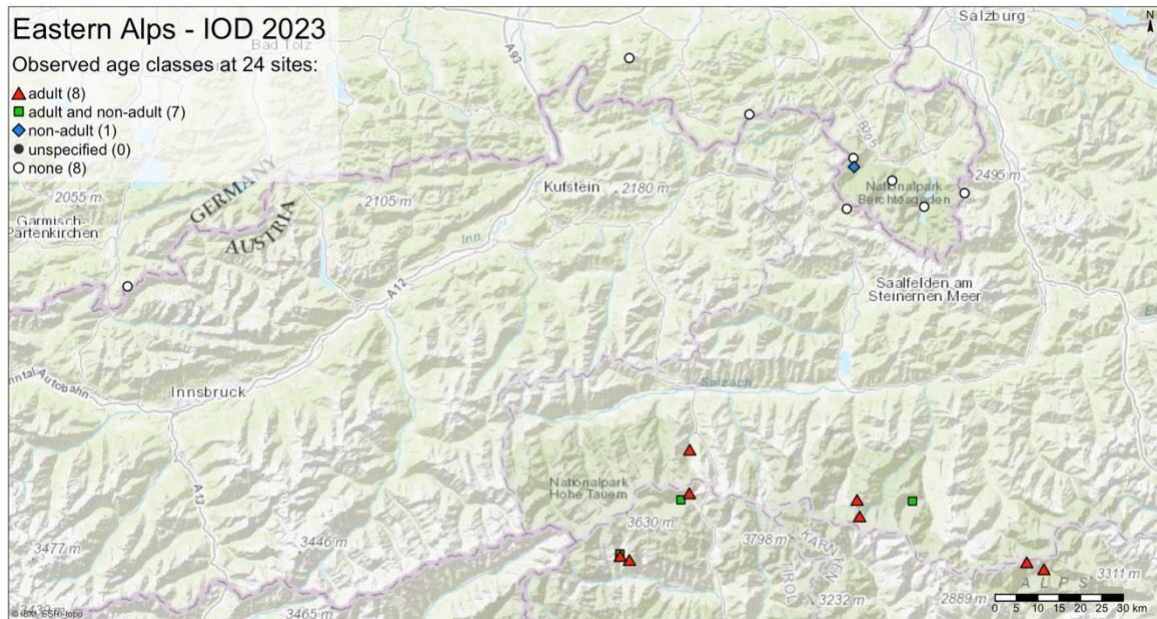 Eastern Alps - IOD 2023
Bad Tölz
Observed age classes at 24 sites:
adult (8)
adult and non-adult (7)
non-adult (1)
unspecified (0)
none (8)
Salzburg
N
A93
B205
2055 m
GERMANY
AUSTRIA
2105 m
Kufstein
2180 m
Nationalpark
Berchtesgaden
2495 m
Garmisch-
Partenkirchen
Inn
A12
Saalfelden am
Steinernen Meer
nntal Autobahn
Innsbruck
Salzach
A13
Nationalpark
Hohe Tauern
3630 m
3798 m
KÄRNTEN
TIROL
3477 m
3446 m
3465 m
3232 m
2889 m
A L P S
3311 m
0 5 10 15 20 25 30 km